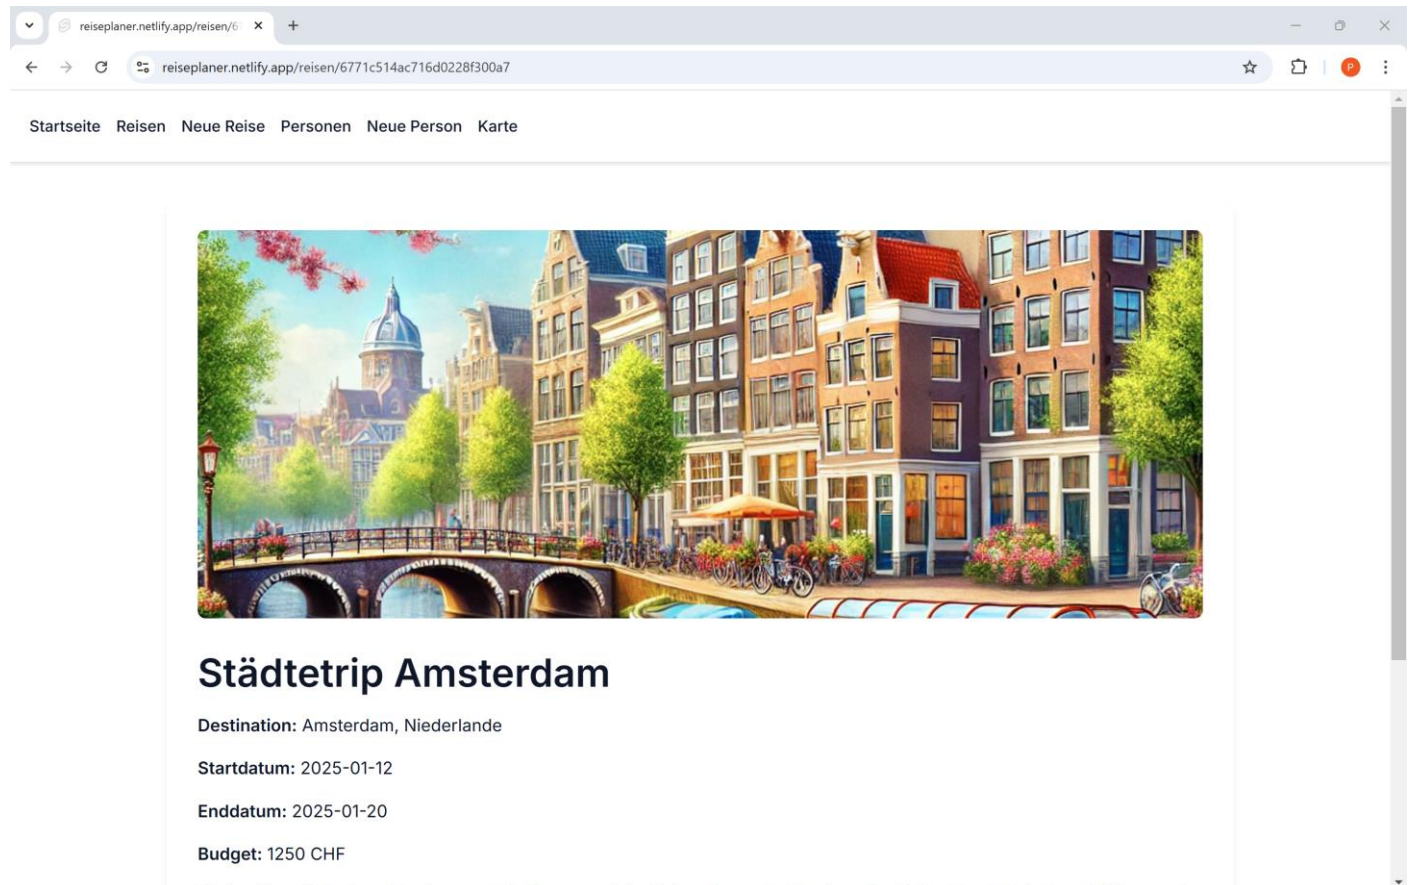 reiseplaner.netlify.app/reisen/6
reiseplaner.netlify.app/reisen/6771c514ac716d0228f300a7
P
Startseite Reisen Neue Reise Personen Neue Person Karte
Städtetrip Amsterdam
Destination: Amsterdam, Niederlande
Startdatum: 2025-01-12
Enddatum: 2025-01-20
Budget: 1250 CHF